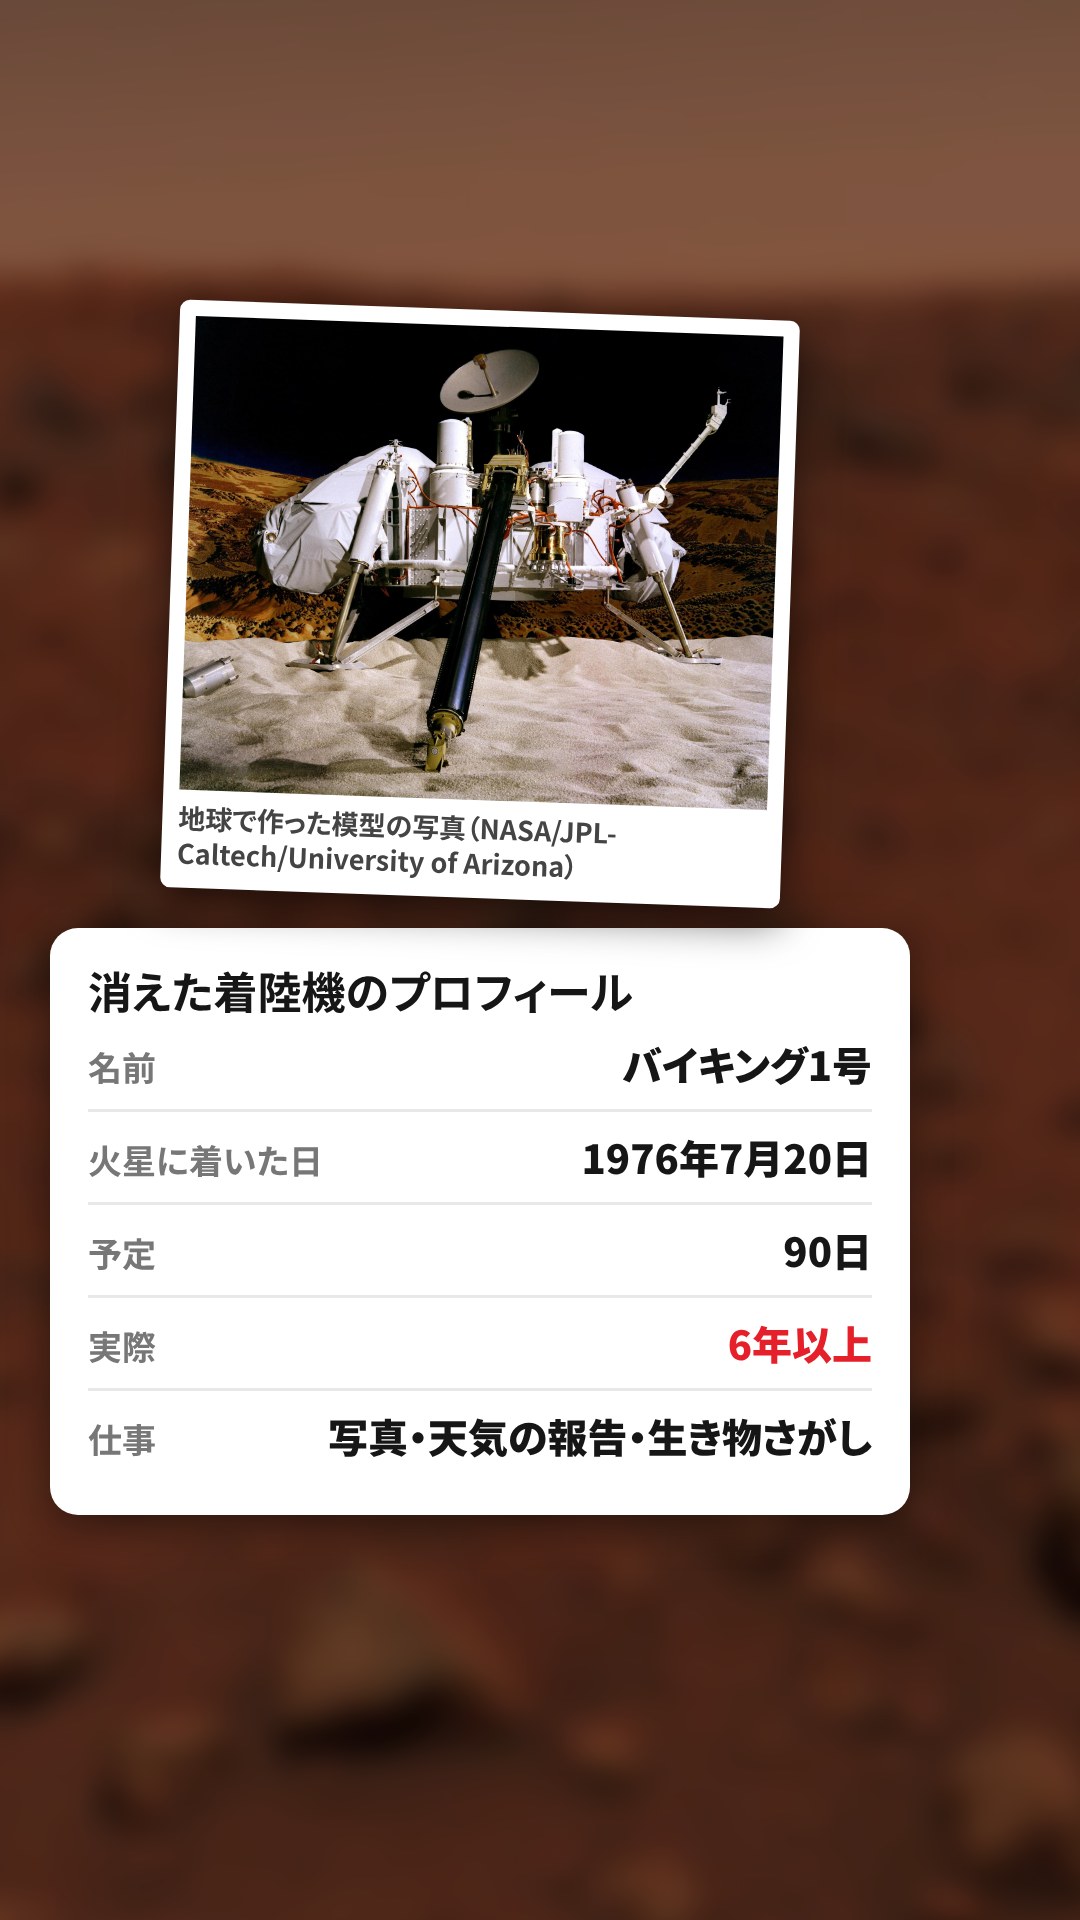 地球で作った模型の写真（NASA/JPL-
Caltech/University of Arizona）
消えた着陸機のプロフィール
名前 バイキング1号
火星に着いた日 1976年7月20日
予定 90日
実際 6年以上
仕事 写真・天気の報告・生き物さがし